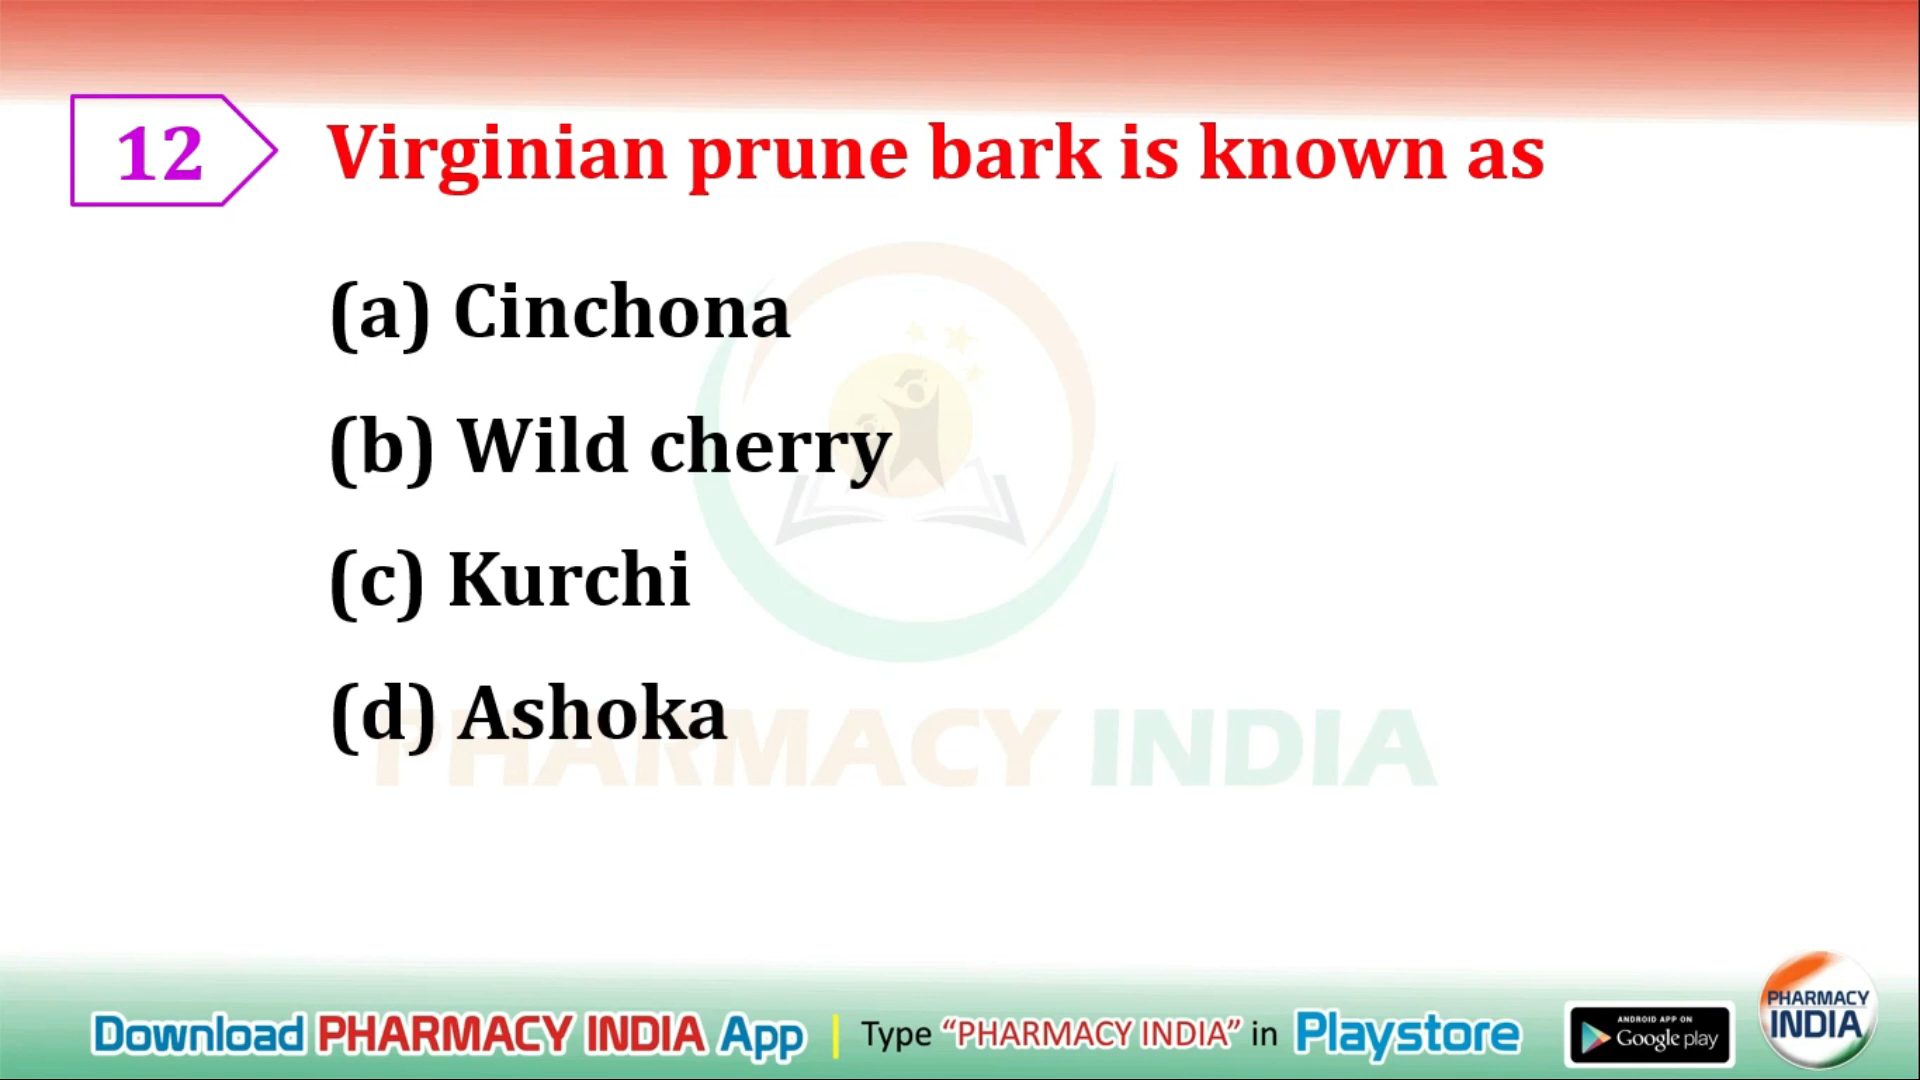 12
Virginian prune bark is known as
(a) Cinchona
(b) Wild cherry
(c) Kurchi
(d) Ashoka
PHARMACY INDIA
Download PHARMACY INDIA App | Type “PHARMACY INDIA” in Playstore
ANDROID APP ON
Google play
PHARMACY
INDIA